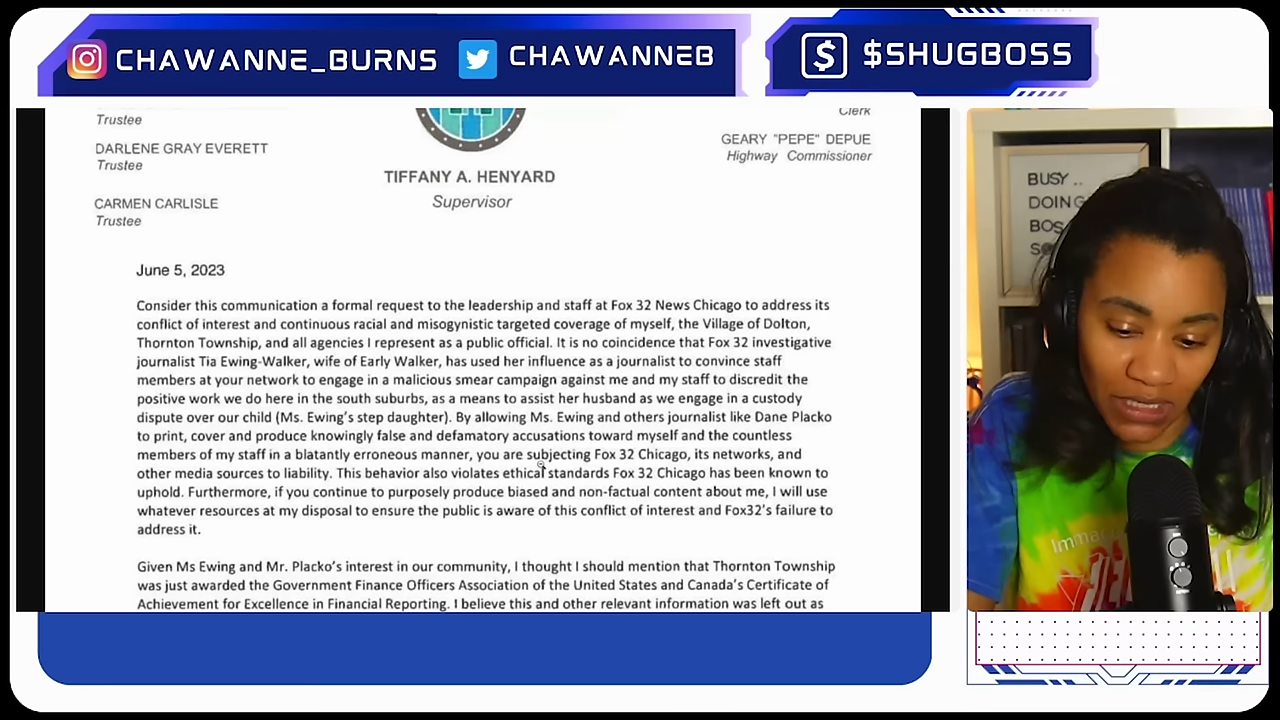 CHAWANNE_BURNS
CHAWANNEB
$SHUGBOSS
Trustee
DARLENE GRAY EVERETT
Trustee
CARMEN CARLISLE
Trustee
TIFFANY A. HENYARD
Supervisor
Clerk
GEARY "PEPE" DEPUE
Highway Commissioner
June 5, 2023
Consider this communication a formal request to the leadership and staff at Fox 32 News Chicago to address its
conflict of interest and continuous racial and misogynistic targeted coverage of myself, the Village of Dolton,
Thornton Township, and all agencies I represent as a public official. It is no coincidence that Fox 32 investigative
journalist Tia Ewing-Walker, wife of Early Walker, has used her influence as a journalist to convince staff
members at your network to engage in a malicious smear campaign against me and my staff to discredit the
positive work we do here in the south suburbs, as a means to assist her husband as we engage in a custody
dispute over our child (Ms. Ewing's step daughter). By allowing Ms. Ewing and others journalist like Dane Placko
to print, cover and produce knowingly false and defamatory accusations toward myself and the countless
members of my staff in a blatantly erroneous manner, you are subjecting Fox 32 Chicago, its networks, and
other media sources to liability. This behavior also violates ethical standards Fox 32 Chicago has been known to
uphold. Furthermore, if you continue to purposely produce biased and non-factual content about me, I will use
whatever resources at my disposal to ensure the public is aware of this conflict of interest and Fox32's failure to
address it.
Given Ms Ewing and Mr. Placko's interest in our community, I thought I should mention that Thornton Township
was just awarded the Government Finance Officers Association of the United States and Canada's Certificate of
Achievement for Excellence in Financial Reporting. I believe this and other relevant information was left out as
BUSY ..
DOING
BOS